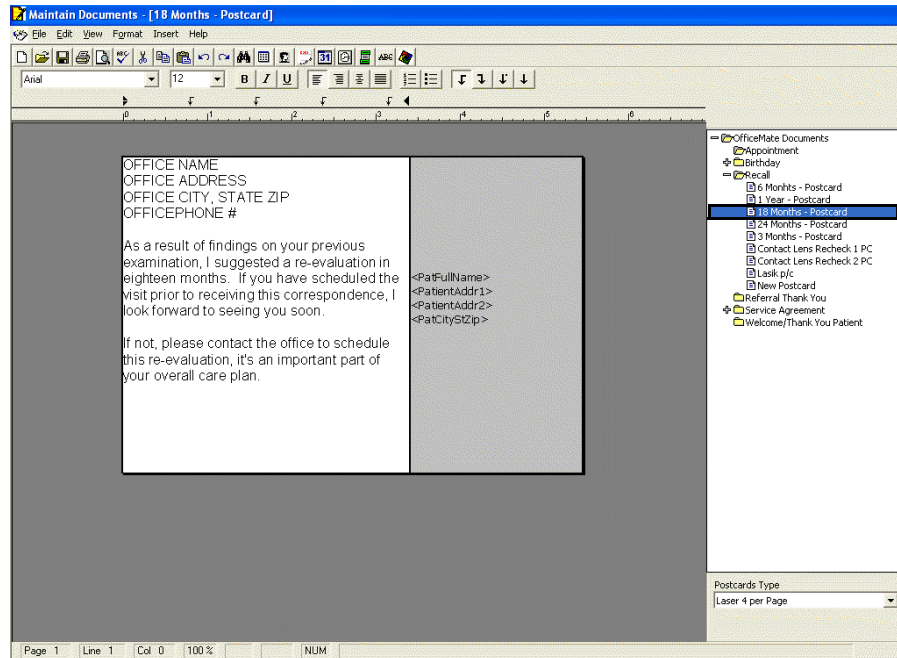 Maintain Documents - [18 Months - Postcard]
File Edit View Format Insert Help
Arial 12 B I U
0 1 2 3 4 5 6
OFFICE NAME
OFFICE ADDRESS
OFFICE CITY, STATE ZIP
OFFICEPHONE #
As a result of findings on your previous
examination, I suggested a re-evaluation in
eighteen months. If you have scheduled the
visit prior to receiving this correspondence, I
look forward to seeing you soon.
If not, please contact the office to schedule
this re-evaluation, it's an important part of
your overall care plan.
<PatFullName>
<PatientAddr1>
<PatientAddr2>
<PatCityStZip>
OfficeMate Documents
Appointment
Birthday
Recall
6 Monhts - Postcard
1 Year - Postcard
18 Months - Postcard
24 Months - Postcard
3 Months - Postcard
Contact Lens Recheck 1 PC
Contact Lens Recheck 2 PC
Lasik p/c
New Postcard
Referral Thank You
Service Agreement
Welcome/Thank You Patient
Postcards Type
Laser 4 per Page
Page 1 Line 1 Col 0 100 % NUM